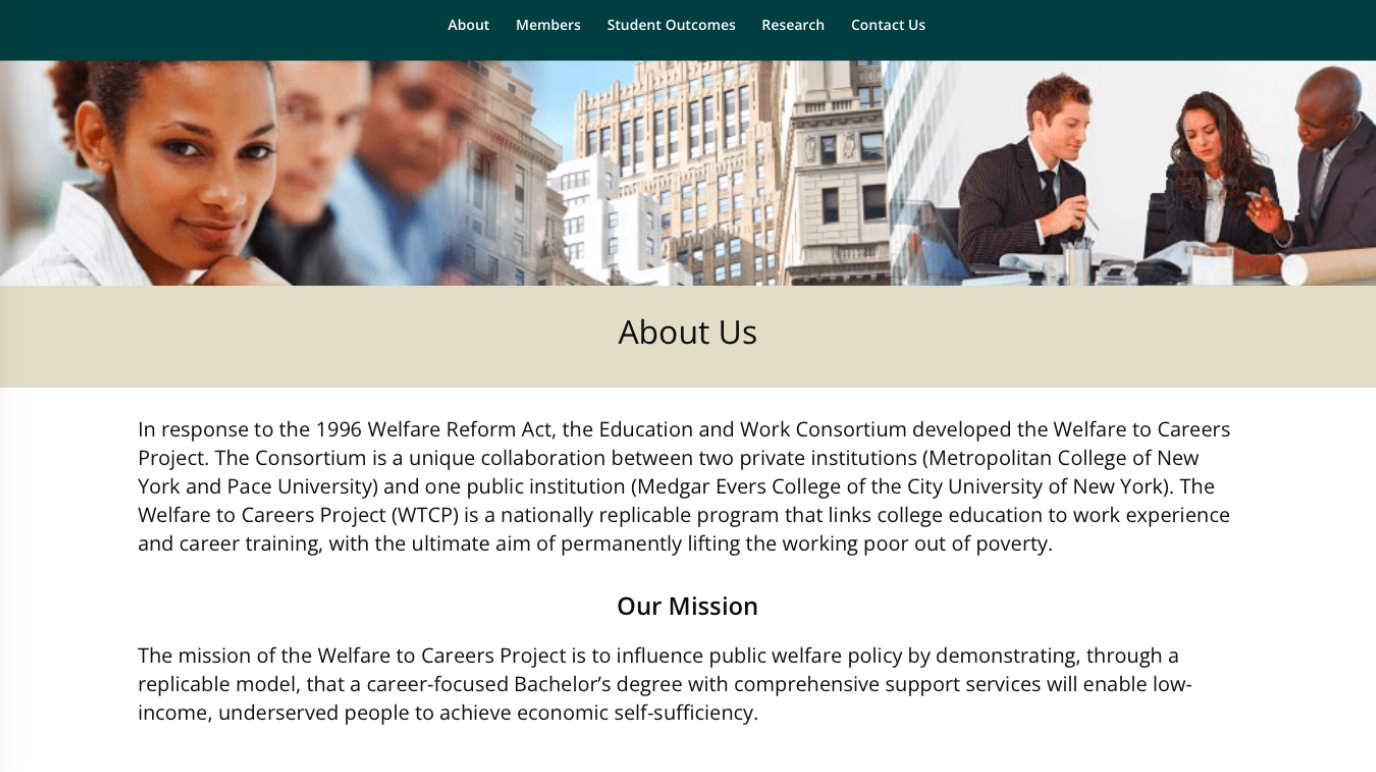 About Members Student Outcomes Research Contact Us
About Us
In response to the 1996 Welfare Reform Act, the Education and Work Consortium developed the Welfare to Careers
Project. The Consortium is a unique collaboration between two private institutions (Metropolitan College of New
York and Pace University) and one public institution (Medgar Evers College of the City University of New York). The
Welfare to Careers Project (WTCP) is a nationally replicable program that links college education to work experience
and career training, with the ultimate aim of permanently lifting the working poor out of poverty.
Our Mission
The mission of the Welfare to Careers Project is to influence public welfare policy by demonstrating, through a
replicable model, that a career-focused Bachelor’s degree with comprehensive support services will enable low-
income, underserved people to achieve economic self-sufficiency.